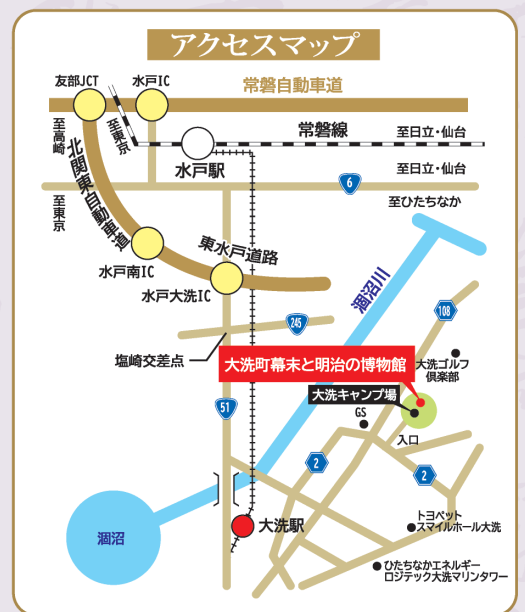 アクセスマップ
友部JCT
水戸IC
常磐自動車道
至高崎
至東京
常磐線
至日立・仙台
水戸駅
至日立・仙台
北関東自動車道
6
至東京
至ひたちなか
東水戸道路
水戸南IC
水戸大洗IC
涸沼川
108
245
塩崎交差点
大洗町幕末と明治の博物館
大洗ゴルフ
倶楽部
大洗キャンプ場
51
GS
入口
2
2
大洗駅
トヨペット
スマイルホール大洗
涸沼
ひたちなかエネルギー
ロジテック大洗マリンタワー